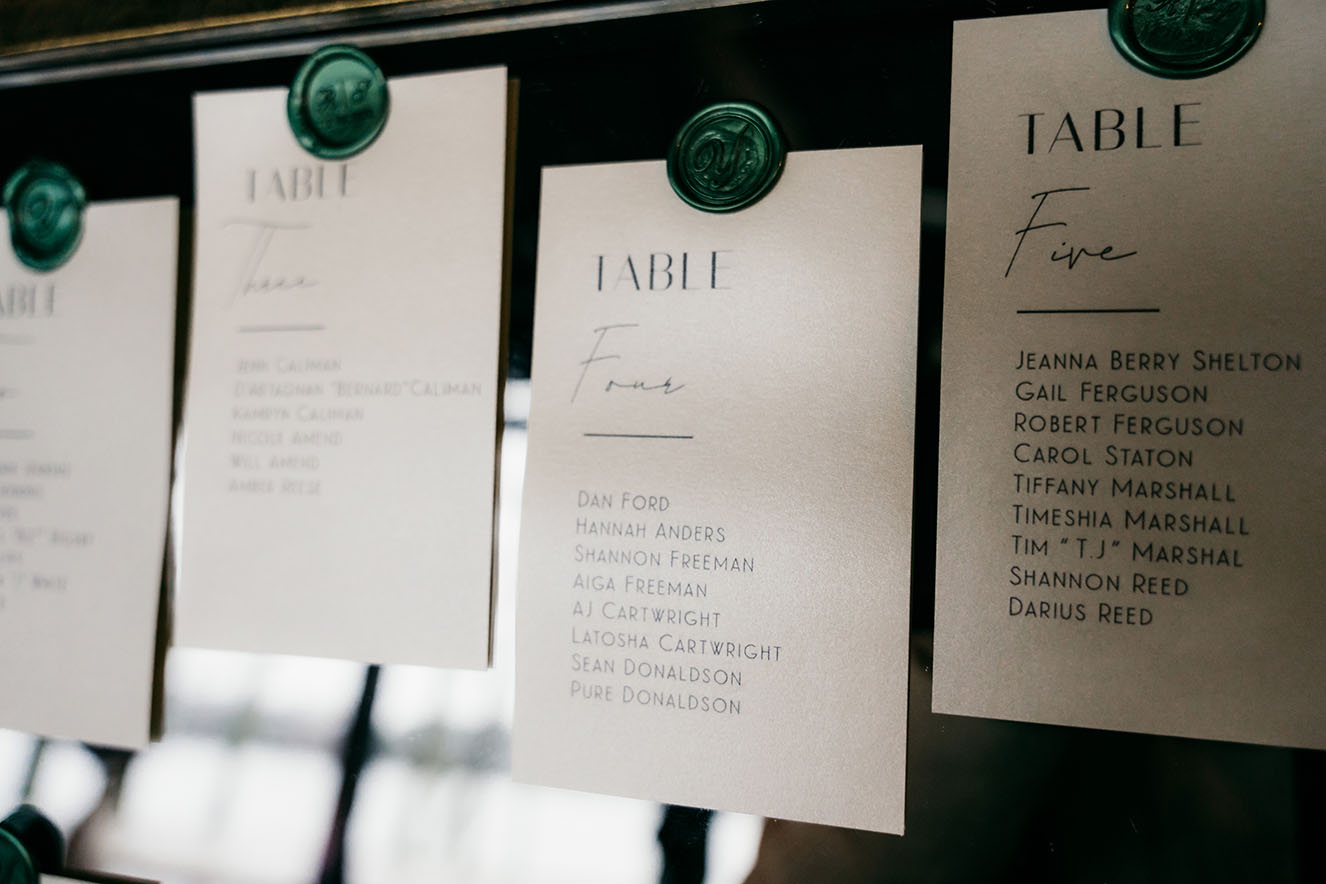 TABLE
Three
JENN CALIMAN
D'ARTAGNAN "BERNARD" CALIMAN
KAMRYN CALIMAN
NICOLE AMEND
WILL AMEND
AMBER REESE
TABLE
Four
DAN FORD
HANNAH ANDERS
SHANNON FREEMAN
AIGA FREEMAN
AJ CARTWRIGHT
LATOSHA CARTWRIGHT
SEAN DONALDSON
PURE DONALDSON
TABLE
Five
JEANNA BERRY SHELTON
GAIL FERGUSON
ROBERT FERGUSON
CAROL STATON
TIFFANY MARSHALL
TIMESHIA MARSHALL
TIM "T.J" MARSHAL
SHANNON REED
DARIUS REED